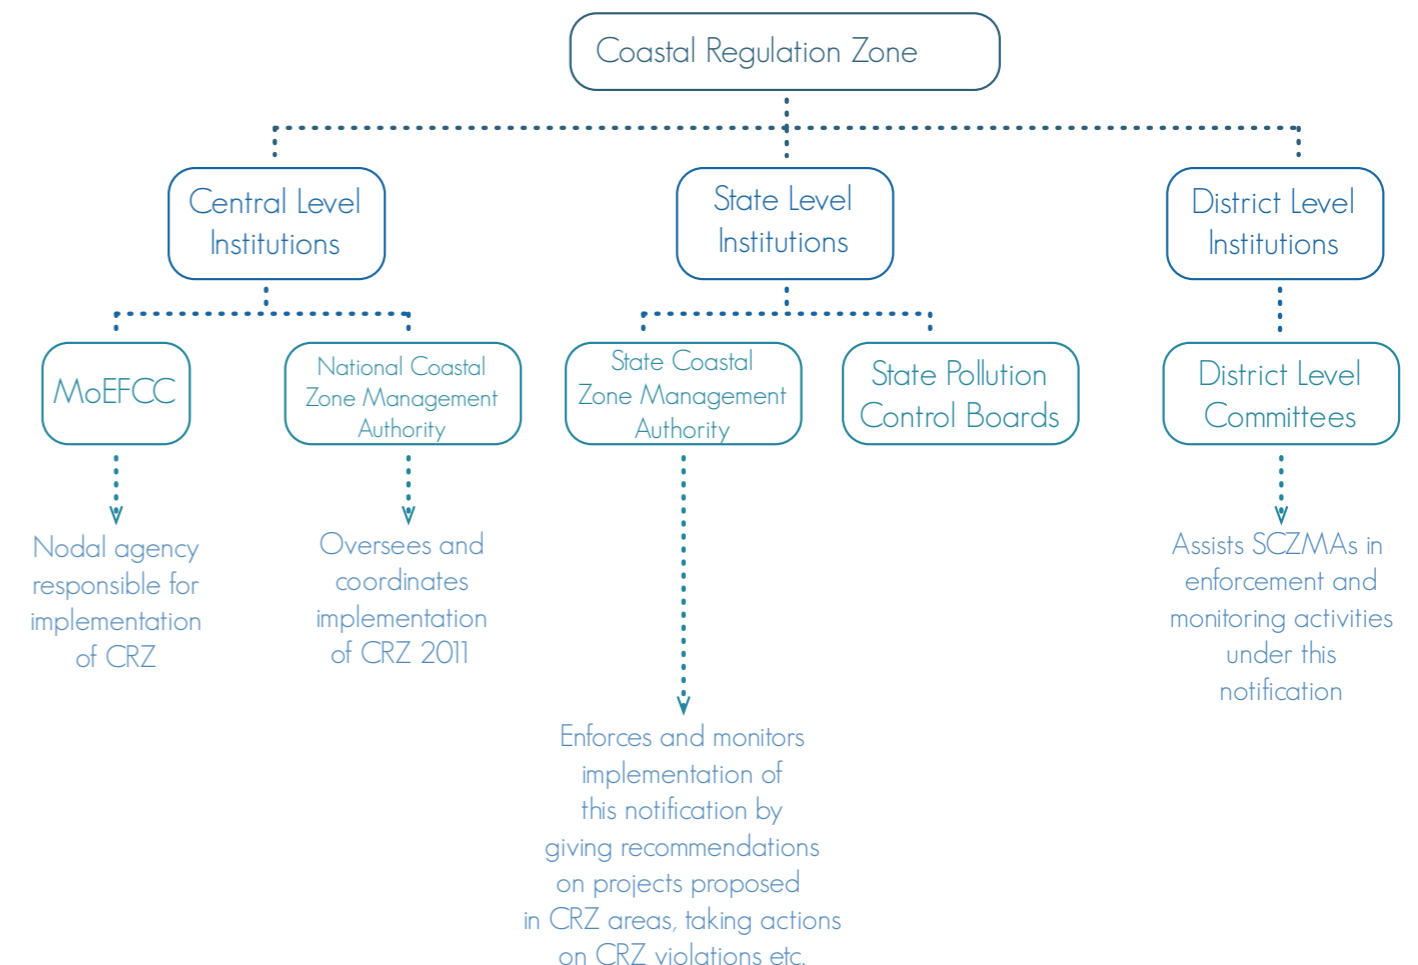 Coastal Regulation Zone
Central Level
Institutions
State Level
Institutions
District Level
Institutions
MoEFCC
National Coastal
Zone Management
Authority
State Coastal
Zone Management
Authority
State Pollution
Control Boards
District Level
Committees
Nodal agency
responsible for
implementation
of CRZ
Oversees and
coordinates
implementation
of CRZ 2011
Enforces and monitors
implementation of
this notification by
giving recommendations
on projects proposed
in CRZ areas, taking actions
on CRZ violations etc.
Assists SCZMAs in
enforcement and
monitoring activities
under this
notification